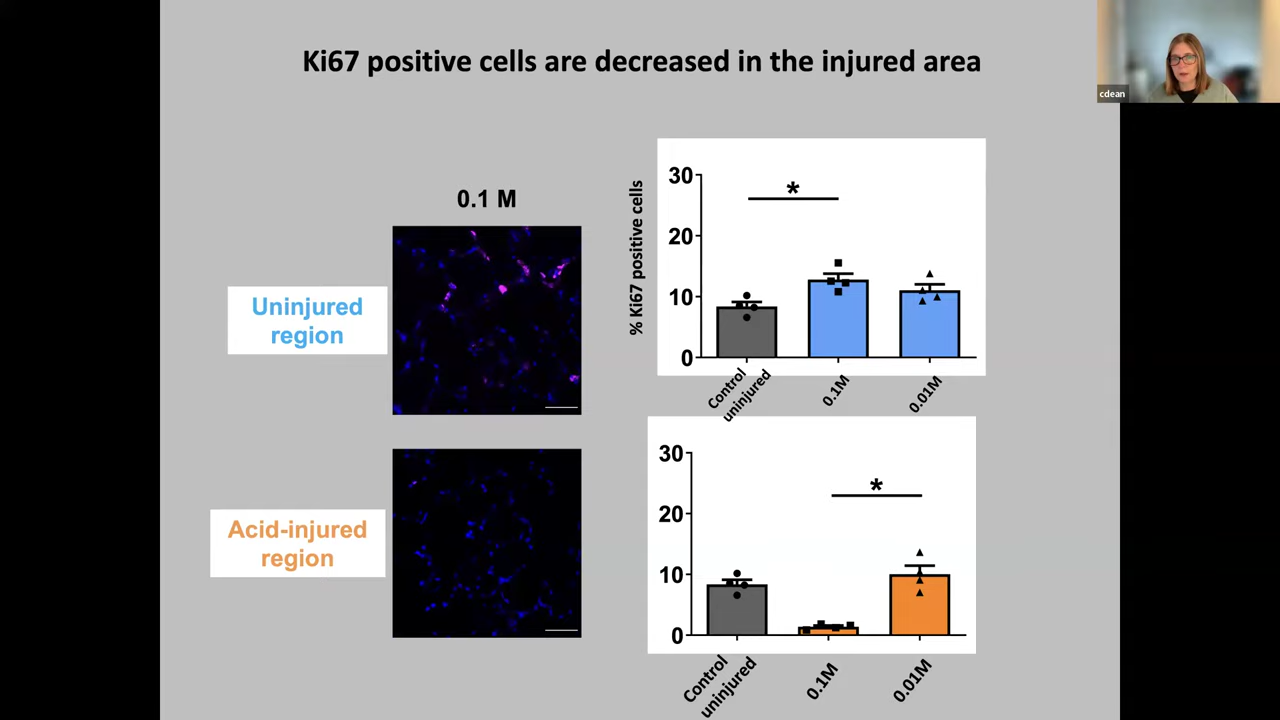 Ki67 positive cells are decreased in the injured area
cdean
0.1 M
Uninjured
region
% Ki67 positive cells
30
20
10
0
*
Control
uninjured
0.1M
0.01M
Acid-injured
region
30
20
10
0
*
Control
uninjured
0.1M
0.01M